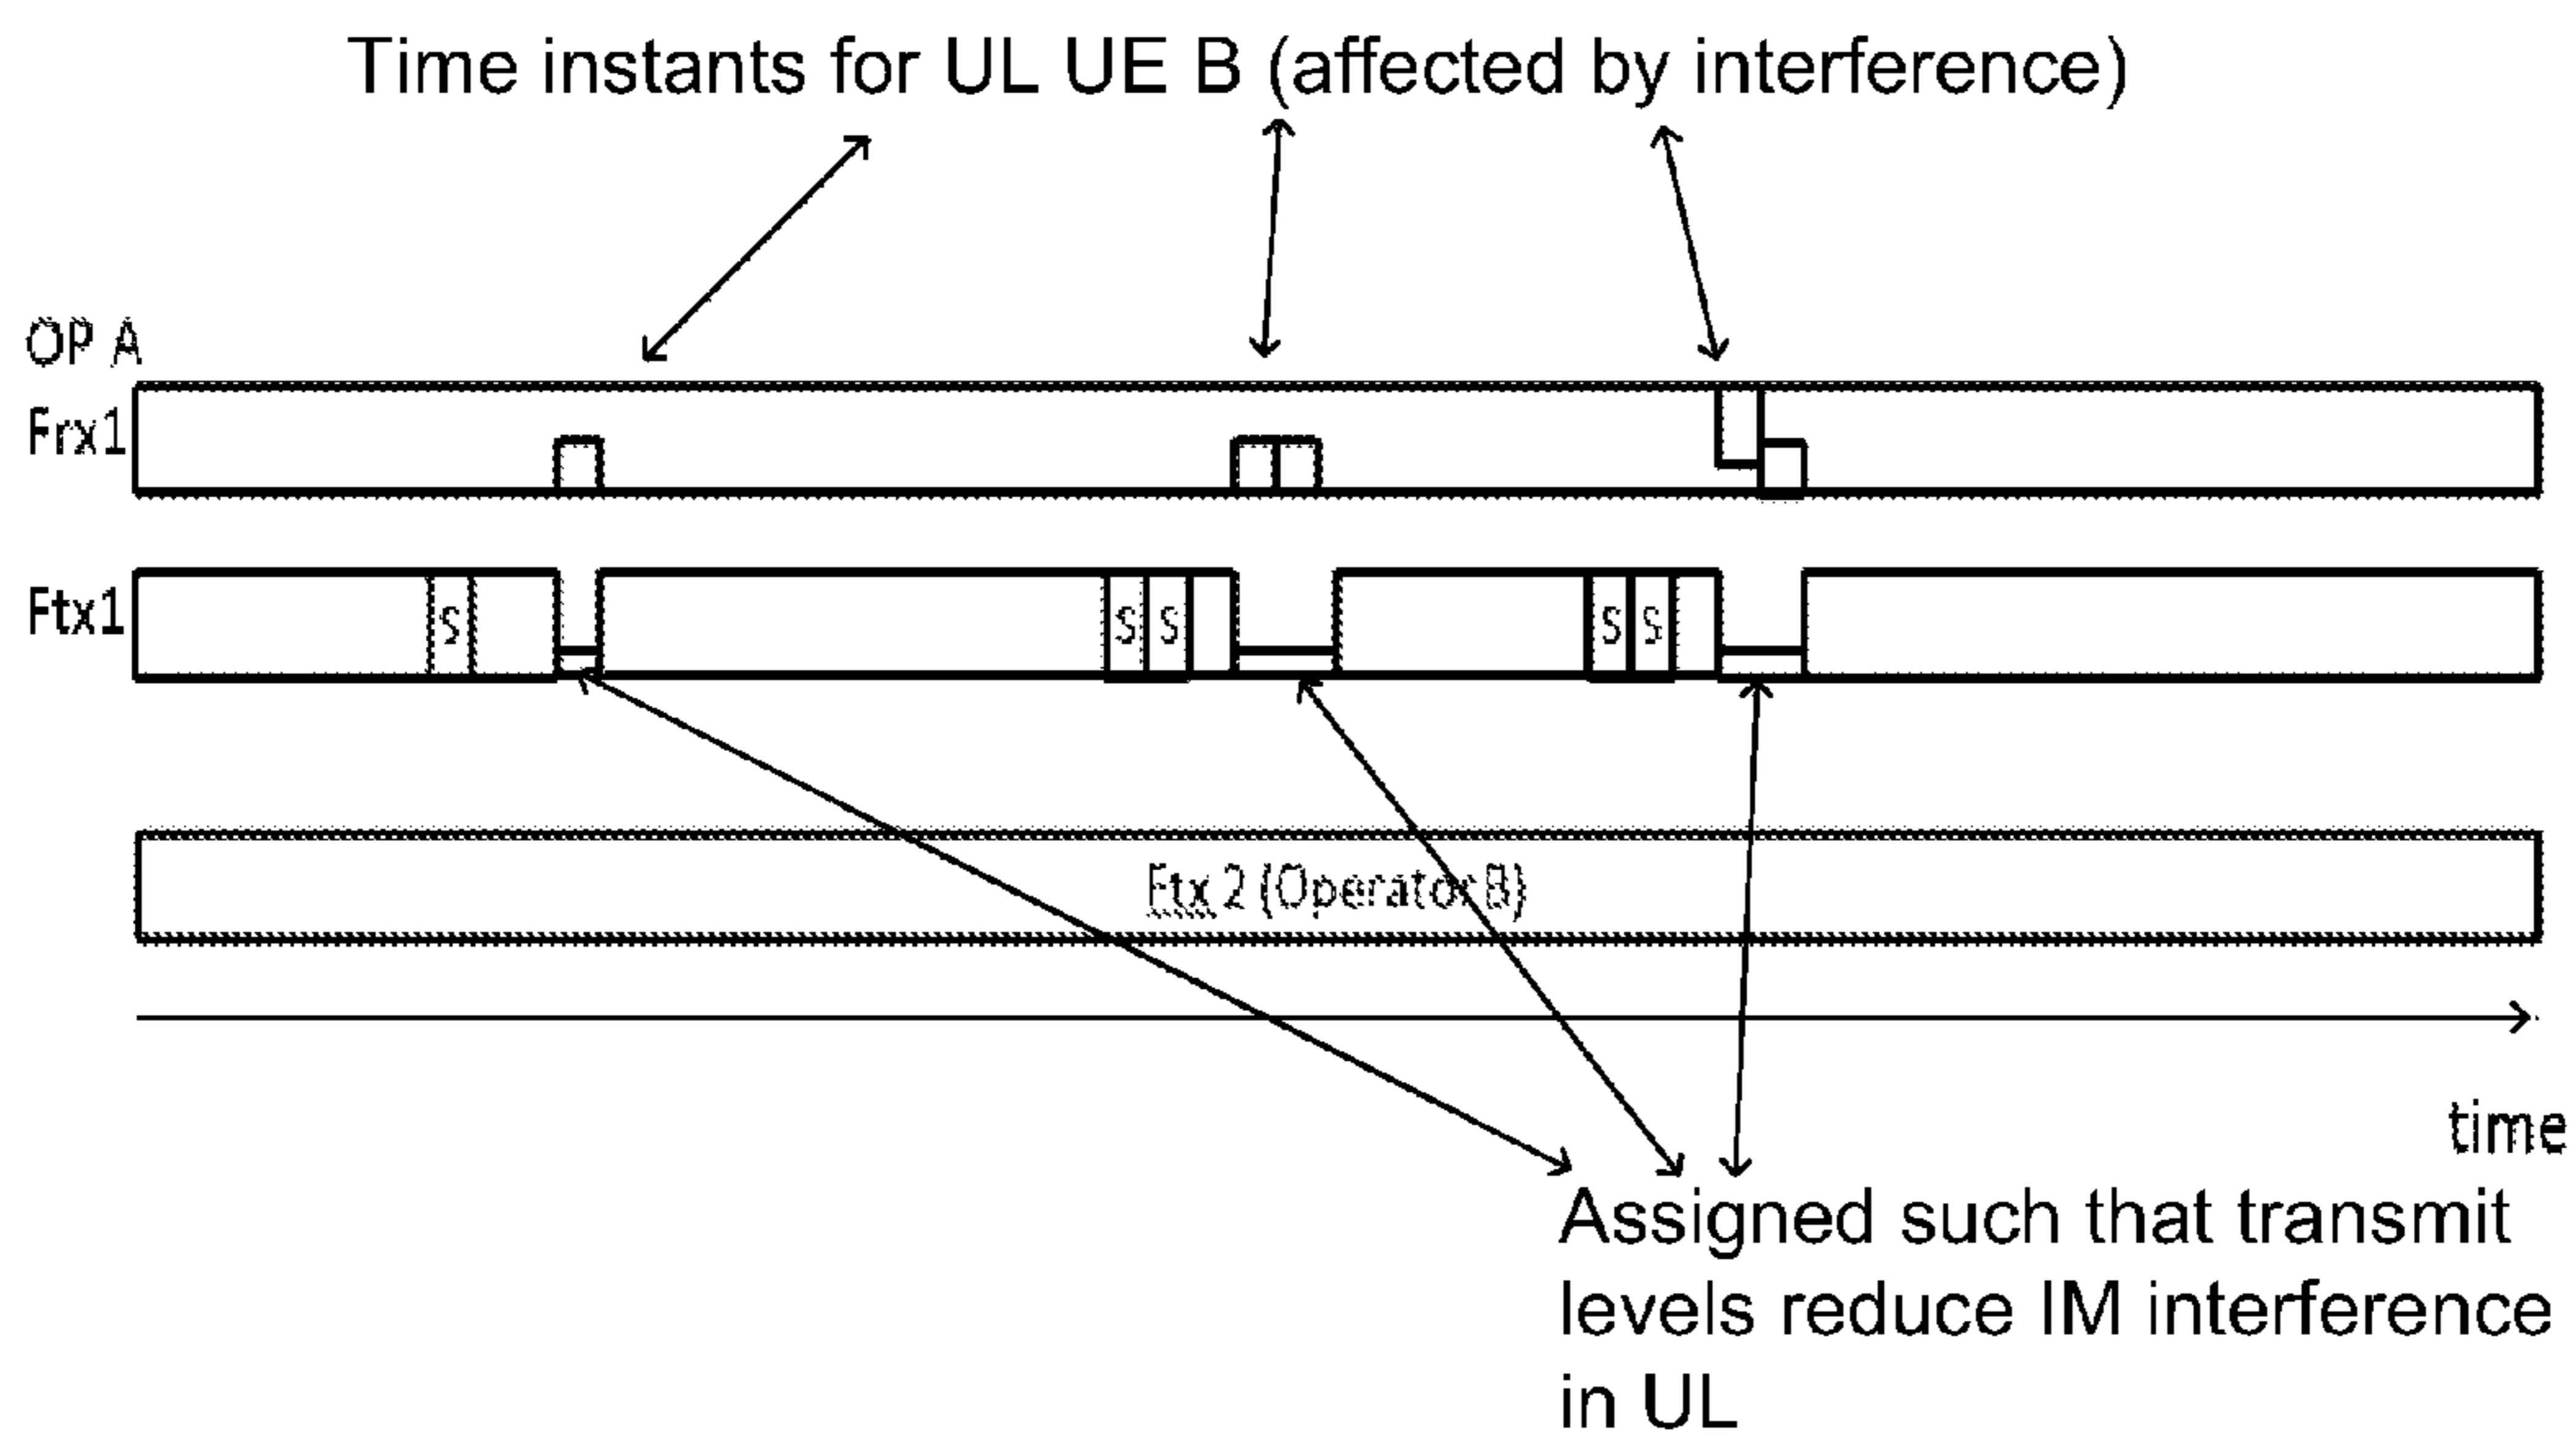 Time instants for UL UE B (affected by interference)
OP A
Frx1
Ftx1
S
S S
S S
Ftx 2 (Operator B)
time
Assigned such that transmit
levels reduce IM interference
in UL